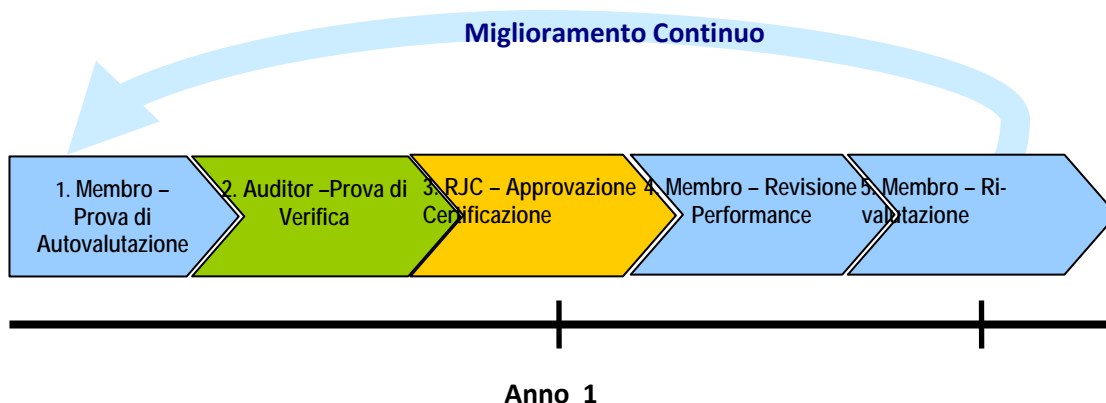 Miglioramento Continuo
1. Membro –
Prova di
Autovalutazione
2. Auditor –Prova di
Verifica
3. RJC – Approvazione
Certificazione
4. Membro – Revisione
Performance
5. Membro – Ri-
valutazione
Anno 1